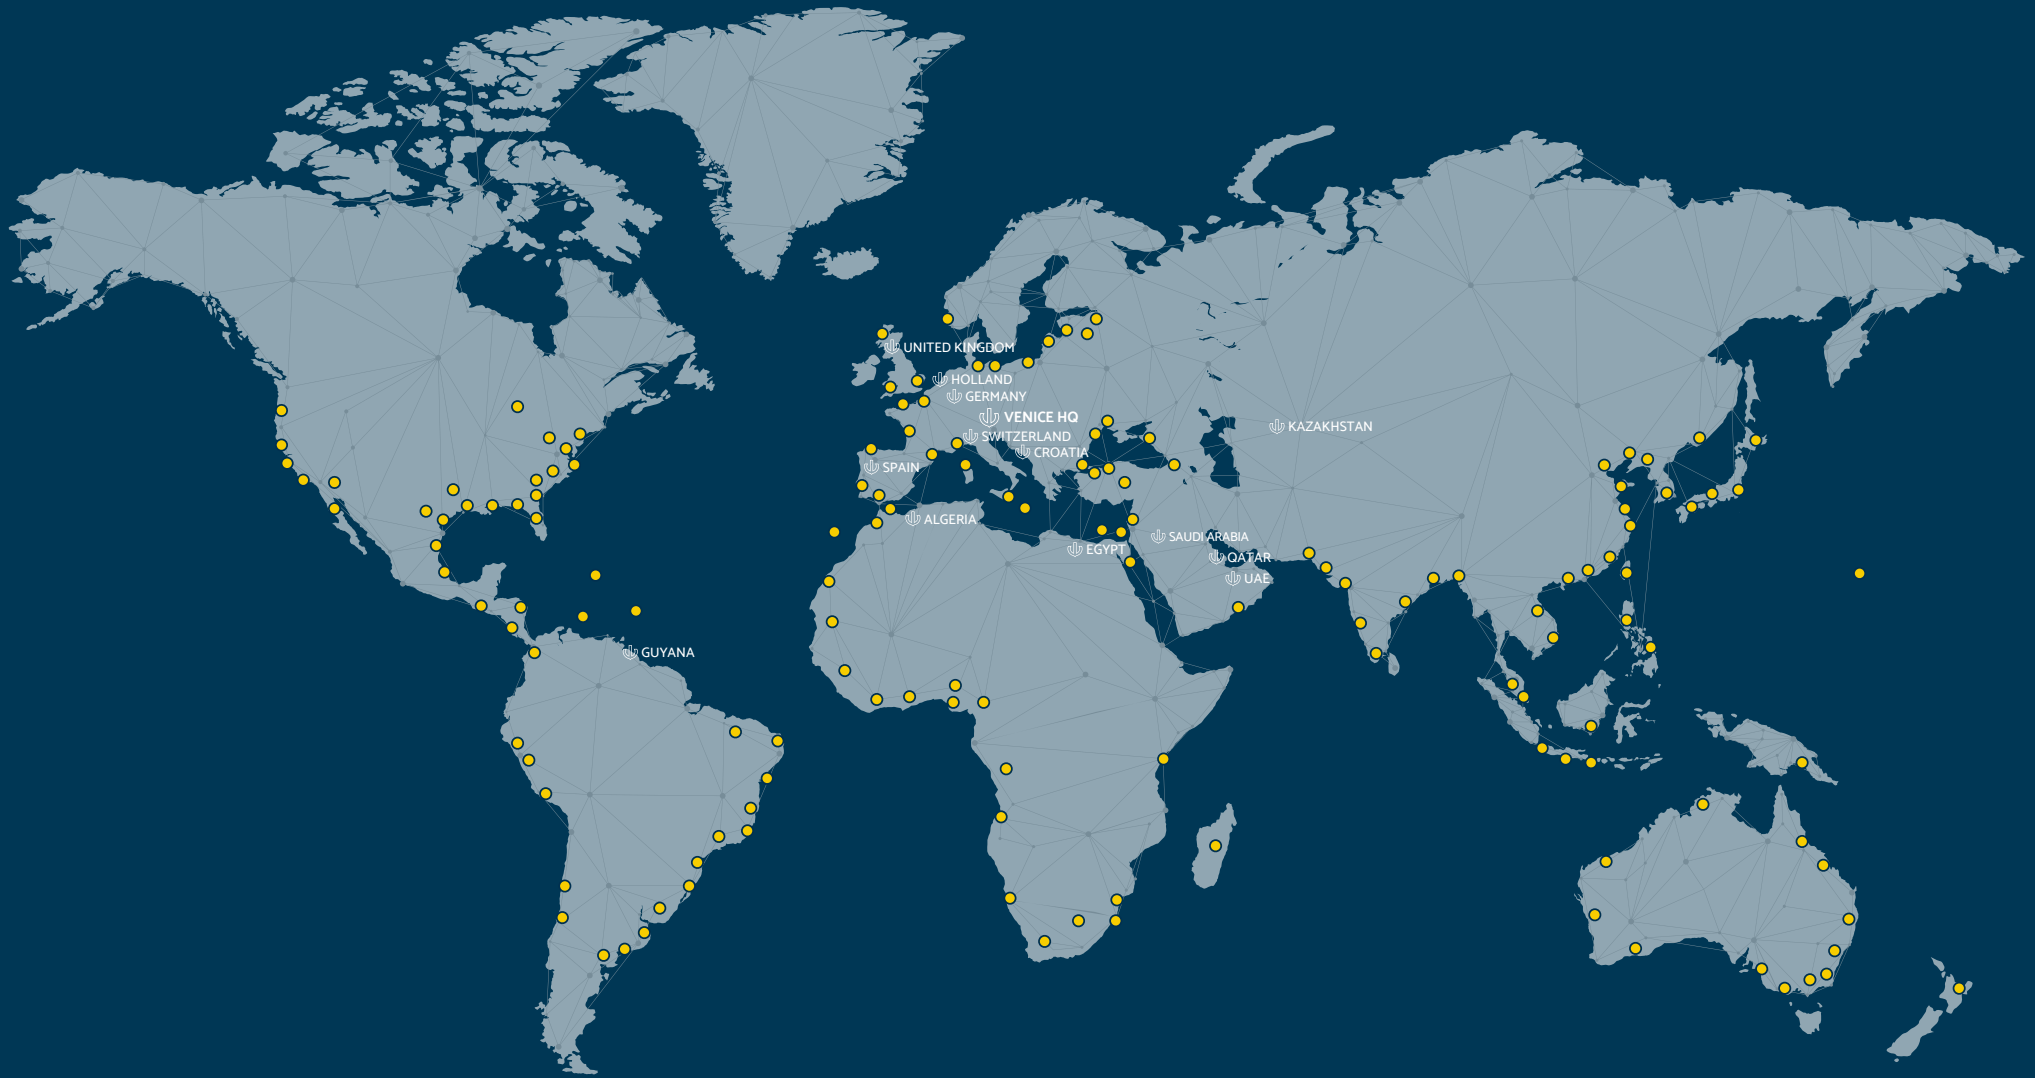 UNITED KINGDOM
HOLLAND
GERMANY
VENICE HQ
KAZAKHSTAN
SWITZERLAND
CROATIA
SPAIN
ALGERIA
SAUDI ARABIA
EGYPT
QATAR
UAE
GUYANA